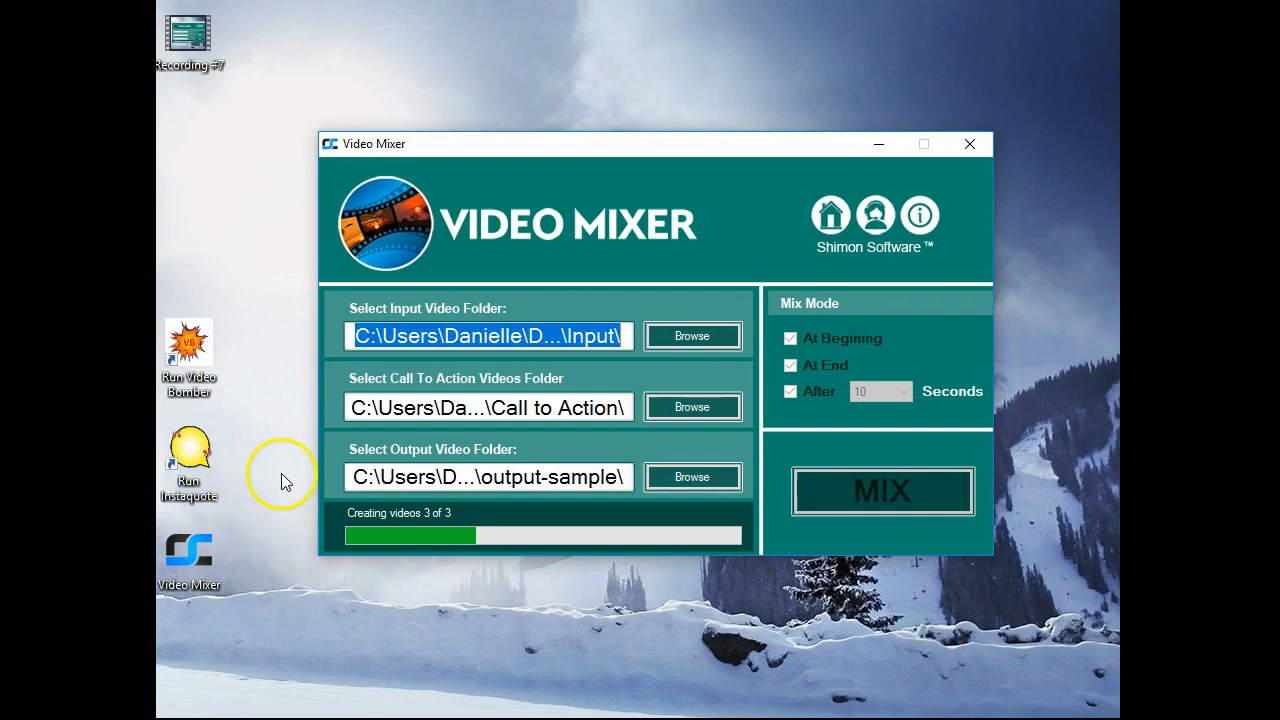 Recording #7
Video Mixer
VIDEO MIXER
Shimon Software ™
Select Input Video Folder:
C:\Users\Danielle\D...\Input\
Browse
Select Call To Action Videos Folder
C:\Users\Da...\Call to Action\
Browse
Select Output Video Folder:
C:\Users\D...\output-sample\
Browse
Creating videos 3 of 3
Mix Mode
At Begining
At End
After 10 Seconds
MIX
VB
Run Video
Bomber
Run
Instaquote
Video Mixer